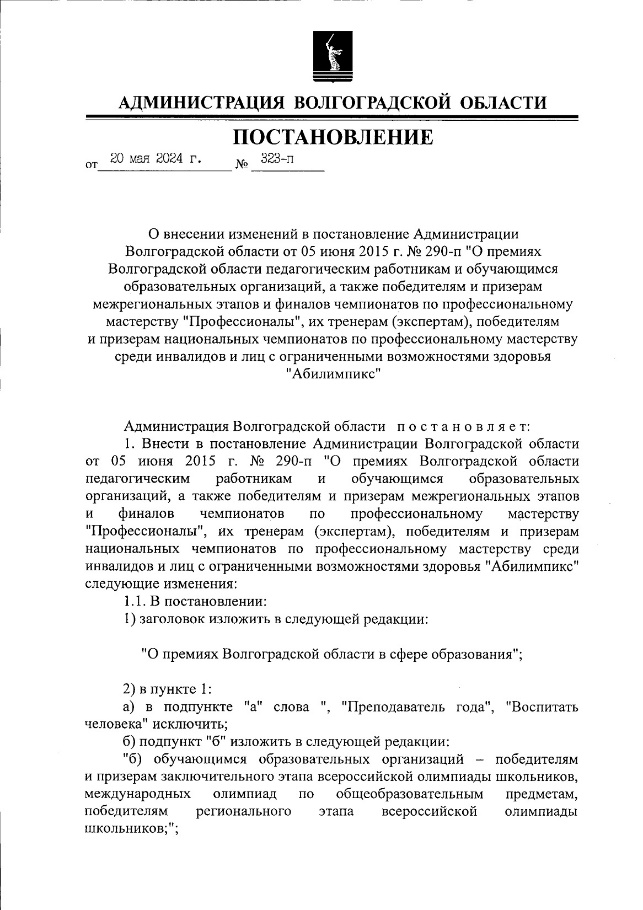 АДМИНИСТРАЦИЯ ВОЛГОГРАДСКОЙ ОБЛАСТИ
ПОСТАНОВЛЕНИЕ
от 20 мая 2024 г. № 323-п
О внесении изменений в постановление Администрации
Волгоградской области от 05 июня 2015 г. № 290-п "О премиях
Волгоградской области педагогическим работникам и обучающимся
образовательных организаций, а также победителям и призерам
межрегиональных этапов и финалов чемпионатов по профессиональному
мастерству "Профессионалы", их тренерам (экспертам), победителям
и призерам национальных чемпионатов по профессиональному мастерству
среди инвалидов и лиц с ограниченными возможностями здоровья
"Абилимпикс"
Администрация Волгоградской области п о с т а н о в л я е т:
1. Внести в постановление Администрации Волгоградской области
от 05 июня 2015 г. № 290-п "О премиях Волгоградской области
педагогическим работникам и обучающимся образовательных
организаций, а также победителям и призерам межрегиональных этапов
и финалов чемпионатов по профессиональному мастерству
"Профессионалы", их тренерам (экспертам), победителям и призерам
национальных чемпионатов по профессиональному мастерству среди
инвалидов и лиц с ограниченными возможностями здоровья "Абилимпикс"
следующие изменения:
1.1. В постановлении:
1) заголовок изложить в следующей редакции:
"О премиях Волгоградской области в сфере образования";
2) в пункте 1:
а) в подпункте "а" слова ", "Преподаватель года", "Воспитать
человека" исключить;
б) подпункт "б" изложить в следующей редакции:
"б) обучающимся образовательных организаций – победителям
и призерам заключительного этапа всероссийской олимпиады школьников,
международных олимпиад по общеобразовательным предметам,
победителям регионального этапа всероссийской олимпиады
школьников;";